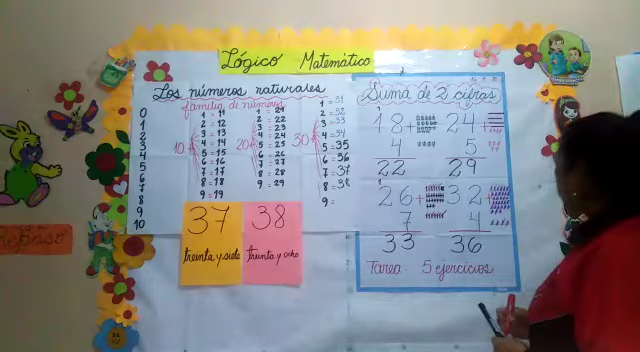 Lógico Matemático
Los números naturales
familia de números
0
1
2
3
4
5
6
7
8
9
10
10+
1 = 11
2 = 12
3 = 13
4 = 14
5 = 15
6 = 16
7 = 17
8 = 18
9 = 19
20+
1 = 21
2 = 22
3 = 23
4 = 24
5 = 25
6 = 26
7 = 27
8 = 28
9 = 29
30+
1 = 31
2 = 32
3 = 33
4 = 34
5 = 35
6 = 36
7 = 37
8 = 38
9 =
37
treinta y siete
38
treinta y ocho
Suma de 2 cifras
1
18+
4
22
24+
5
29
1
26+
7
33
32+
4
36
Tarea 5 ejercicios
Repaso